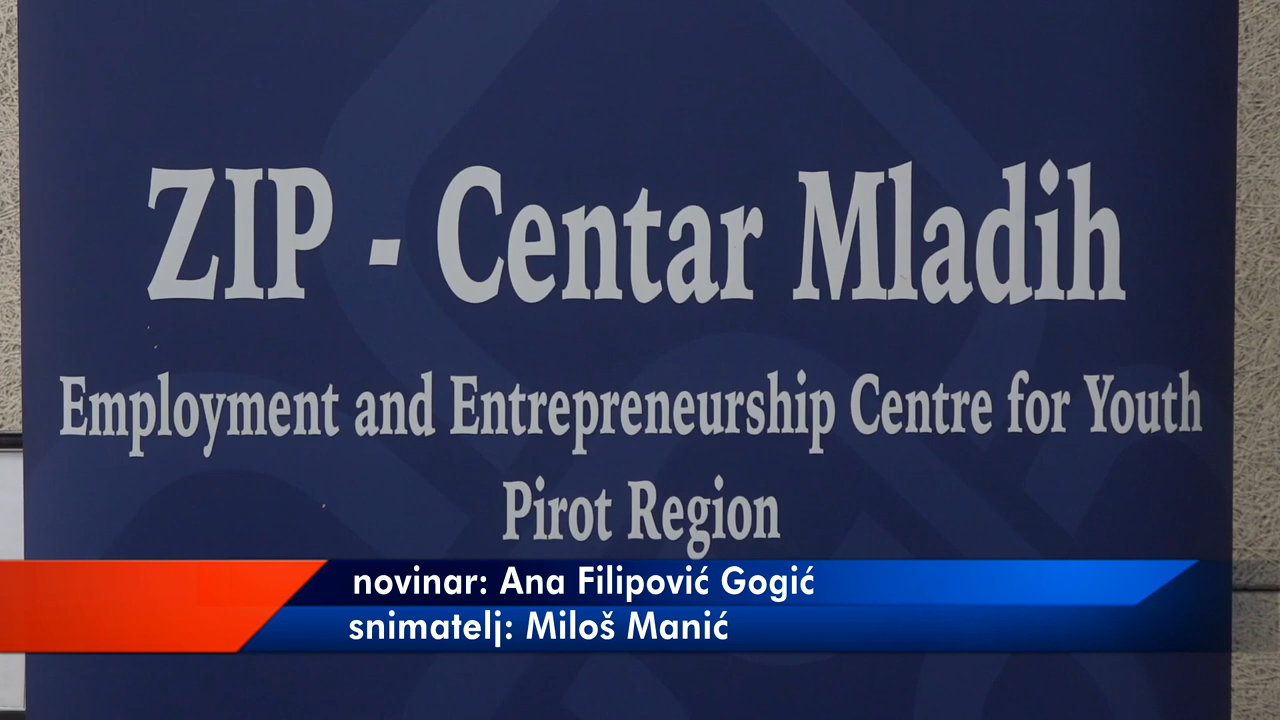 ZIP - Centar Mladih
Employment and Entrepreneurship Centre for Youth
Pirot Region
novinar: Ana Filipović Gogić
snimatelj: Miloš Manić